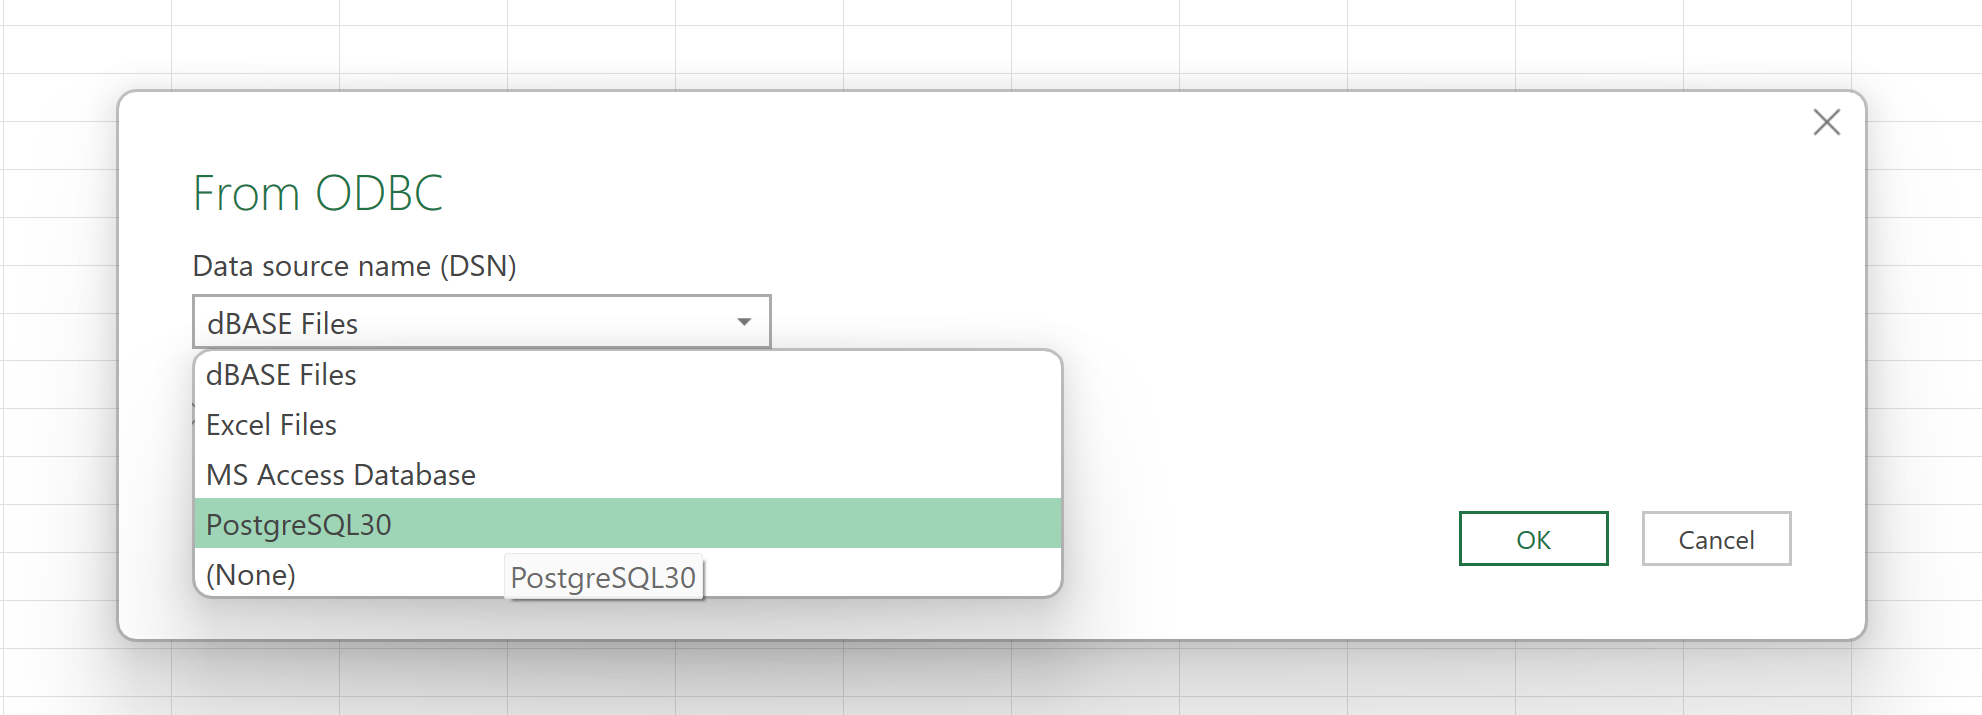 From ODBC
Data source name (DSN)
dBASE Files
dBASE Files
Excel Files
MS Access Database
PostgreSQL30
(None)
PostgreSQL30
OK
Cancel